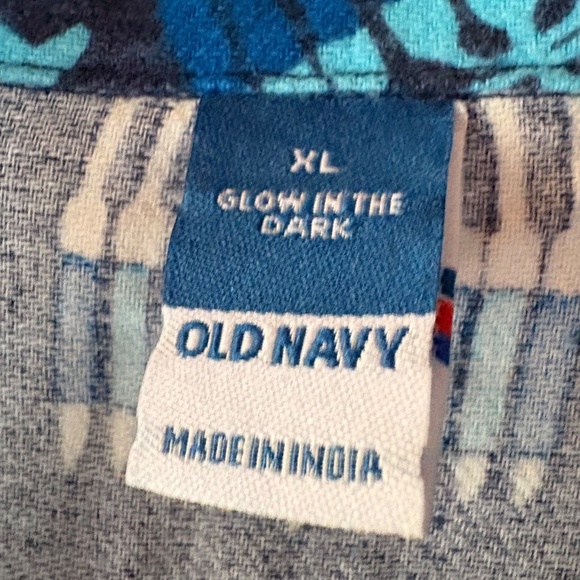 XL
GLOW IN THE
DARK
OLD NAVY
MADE IN INDIA